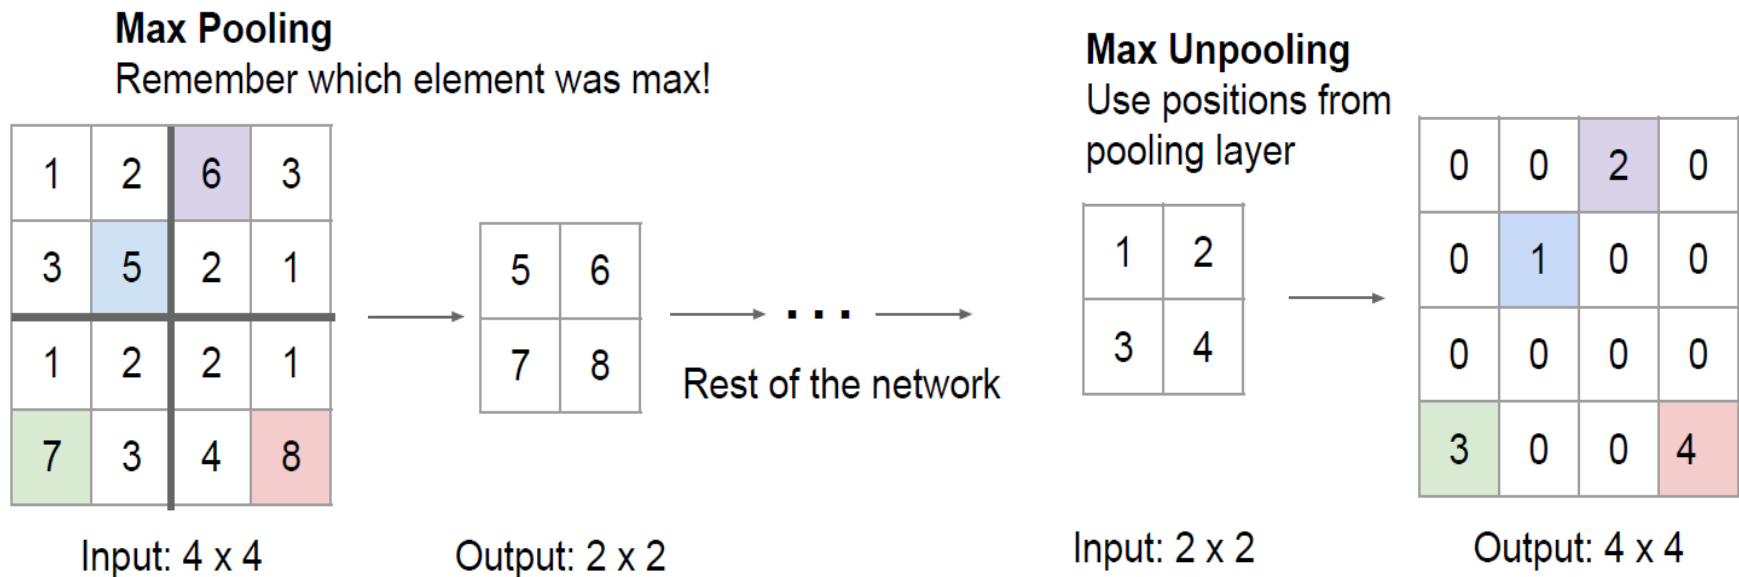 Max Pooling
Remember which element was max!
1 2 6 3
3 5 2 1
1 2 2 1
7 3 4 8
Input: 4 x 4
5 6
7 8
Output: 2 x 2
...
Rest of the network
Max Unpooling
Use positions from
pooling layer
1 2
3 4
Input: 2 x 2
0 0 2 0
0 1 0 0
0 0 0 0
3 0 0 4
Output: 4 x 4